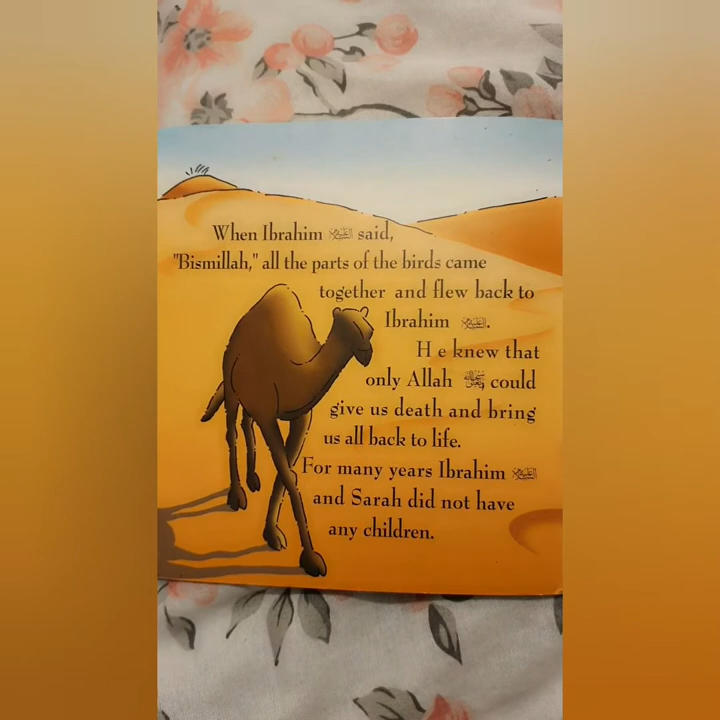 When Ibrahim عليه السلام said,
"Bismillah," all the parts of the birds came
together and flew back to
Ibrahim عليه السلام.
H e knew that
only Allah سبحانه وتعالى could
give us death and bring
us all back to life.
For many years Ibrahim عليه السلام
and Sarah did not have
any children.